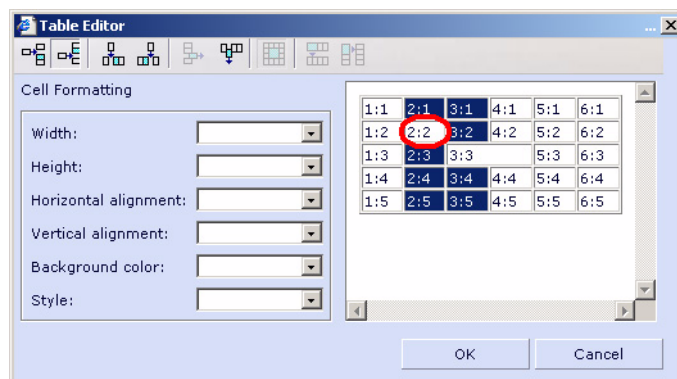 Table Editor ...
Cell Formatting
Width:
Height:
Horizontal alignment:
Vertical alignment:
Background color:
Style:
1:1 2:1 3:1 4:1 5:1 6:1
1:2 2:2 3:2 4:2 5:2 6:2
1:3 2:3 3:3 5:3 6:3
1:4 2:4 3:4 4:4 5:4 6:4
1:5 2:5 3:5 4:5 5:5 6:5
OK Cancel